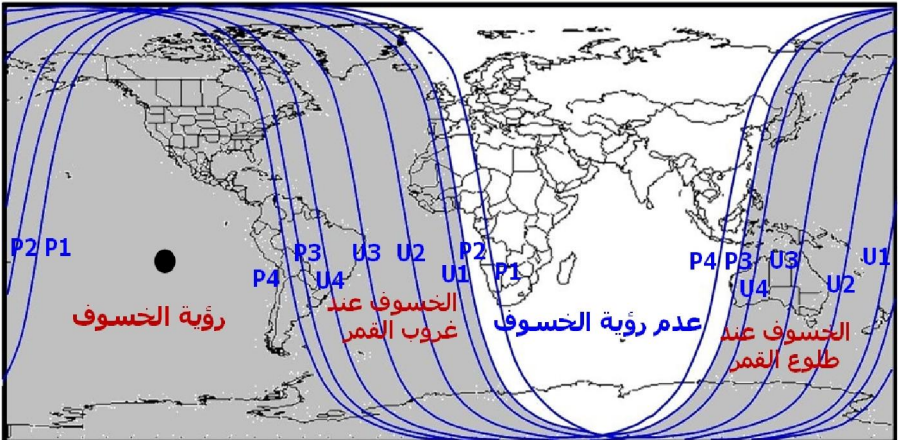 P2 P1
P4
P3
U4
U3
U2
P2
U1
P1
P4
P3
U3
U4
U2
U1
رؤية الخسوف
الخسوف عند
غروب القمر
عدم رؤية الخسوف
الخسوف عند
طلوع القمر